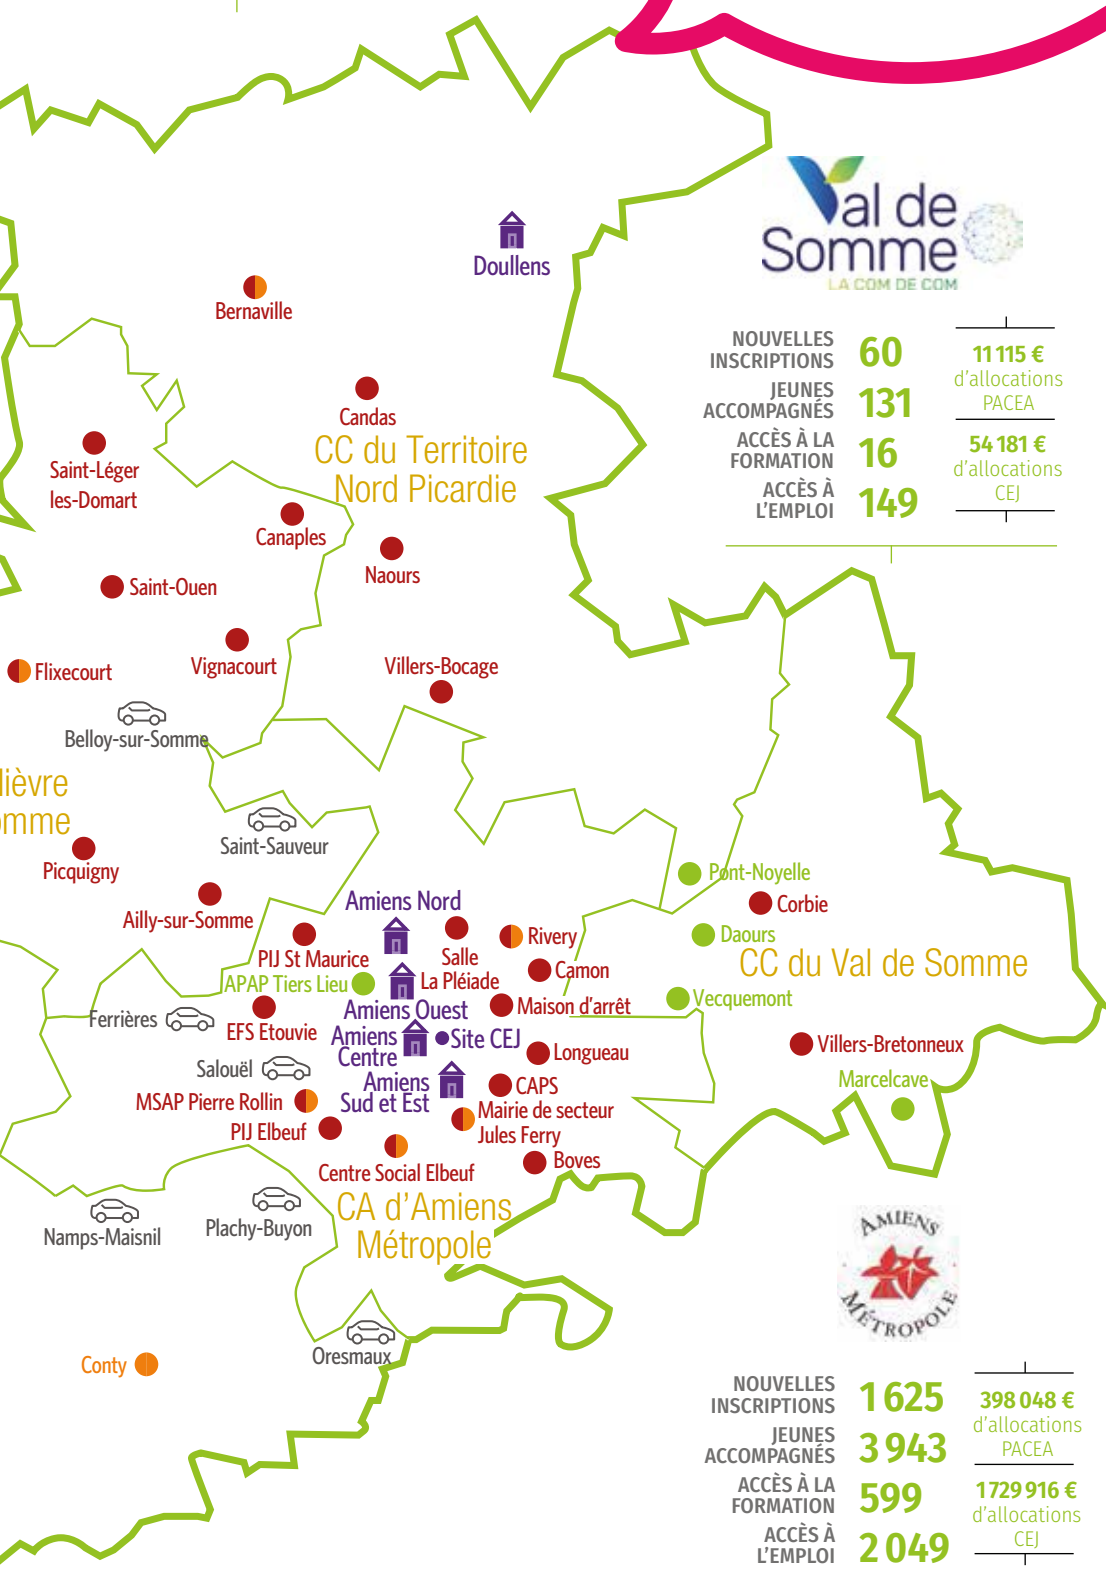 Val de
Somme
LA COM DE COM
NOUVELLES
INSCRIPTIONS
60
JEUNES
ACCOMPAGNÉS
131
ACCÈS À LA
FORMATION
16
ACCÈS À
L'EMPLOI
149
11 115 €
d'allocations
PACEA
54 181 €
d'allocations
CEJ
Doullens
Bernaville
Candas
CC du Territoire
Nord Picardie
Saint-Léger
les-Domart
Canaples
Naours
Saint-Ouen
Vignacourt
Flixecourt
Villers-Bocage
Belloy-sur-Somme
lièvre
omme
Saint-Sauveur
Picquigny
Ailly-sur-Somme
Amiens Nord
PIJ St Maurice
Salle
La Pléiade
Rivery
Camon
APAP Tiers Lieu
Amiens Ouest
Maison d'arrêt
Ferrières
EFS Etouvie
Amiens
Centre
Site CEJ
Longueau
Salouël
Amiens
Sud et Est
CAPS
MSAP Pierre Rollin
Mairie de secteur
Jules Ferry
PIJ Elbeuf
Centre Social Elbeuf
Boves
CA d'Amiens
Métropole
Pont-Noyelle
Corbie
Daours
CC du Val de Somme
Vecquemont
Villers-Bretonneux
Marcelcave
Namps-Maisnil
Plachy-Buyon
Oresmaux
Conty
AMIENS
MÉTROPOLE
NOUVELLES
INSCRIPTIONS
1 625
JEUNES
ACCOMPAGNÉS
3 943
ACCÈS À LA
FORMATION
599
ACCÈS À
L'EMPLOI
2 049
398 048 €
d'allocations
PACEA
1 729 916 €
d'allocations
CEJ